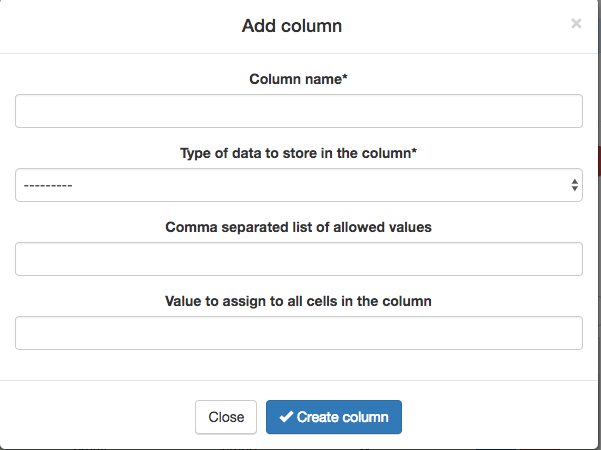 Add column
×
Column name*
Type of data to store in the column*
---------
Comma separated list of allowed values
Value to assign to all cells in the column
Close
Create column